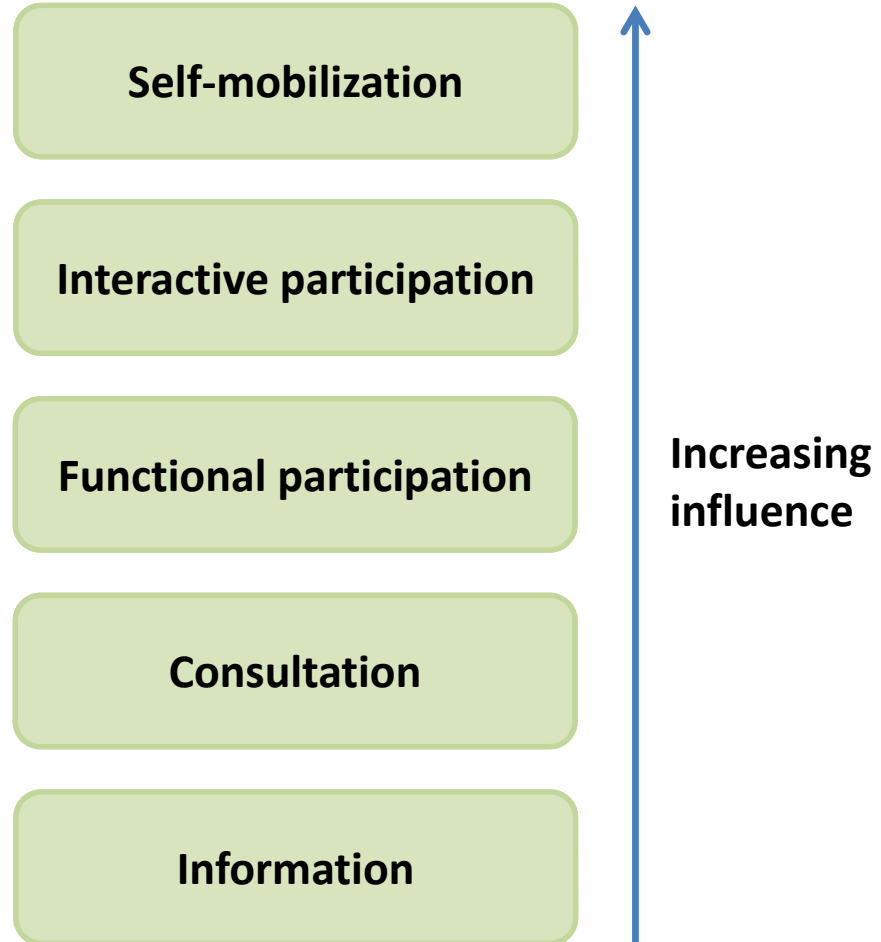 Self-mobilization
Interactive participation
Functional participation
Increasing
influence
Consultation
Information